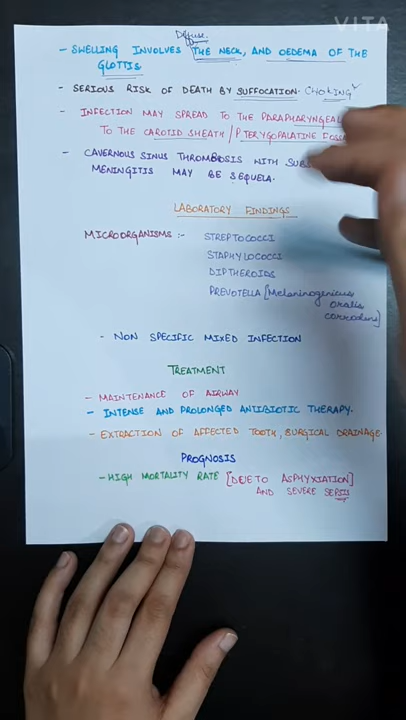 VITA
Diffuse
- SWELLING INVOLVES THE NECK, AND OEDEMA OF THE
GLOTTIS
- SERIOUS RISK OF DEATH BY SUFFOCATION. CHOKING
- INFECTION MAY SPREAD TO THE PARAPHARYNGEAL
TO THE CAROTID SHEATH / PTERYGOPALATINE FOSSA
- CAVERNOUS SINUS THROMBOSIS WITH
MENINGITIS MAY BE SEQUELA.
LABORATORY FINDINGS
MICROORGANISMS :- STREPTOCOCCI
STAPHYLOCOCCI
DIPTHEROIDS
PREVOTELLA [Melaninogenicus
oralis
corrodens]
- NON SPECIFIC MIXED INFECTION
TREATMENT
- MAINTENANCE OF AIRWAY
- INTENSE AND PROLONGED ANTIBIOTIC THERAPY.
- EXTRACTION OF AFFECTED TOOTH, SURGICAL DRAINAGE.
PROGNOSIS
- HIGH MORTALITY RATE [DUE TO ASPHYXIATION]
AND SEVERE SEPSIS